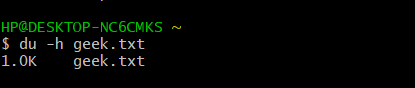 HP@DESKTOP-NC6CMKS ~
$ du -h geek.txt
1.0K    geek.txt